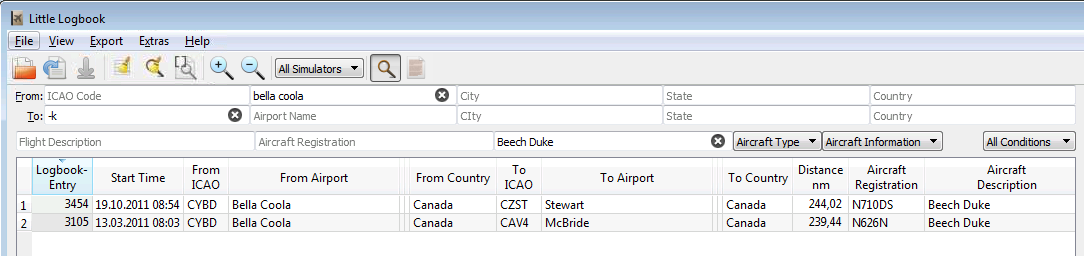 Little Logbook
File View Export Extras Help
All Simulators
From: ICAO Code bella coola City State Country
To: -k Airport Name CIty State Country
Flight Description Aircraft Registration Beech Duke Aircraft Type Aircraft Information All Conditions
Logbook-Entry Start Time From ICAO From Airport From Country To ICAO To Airport To Country Distance nm Aircraft Registration Aircraft Description
1 3454 19.10.2011 08:54 CYBD Bella Coola Canada CZST Stewart Canada 244,02 N710DS Beech Duke
2 3105 13.03.2011 08:03 CYBD Bella Coola Canada CAV4 McBride Canada 239,44 N626N Beech Duke